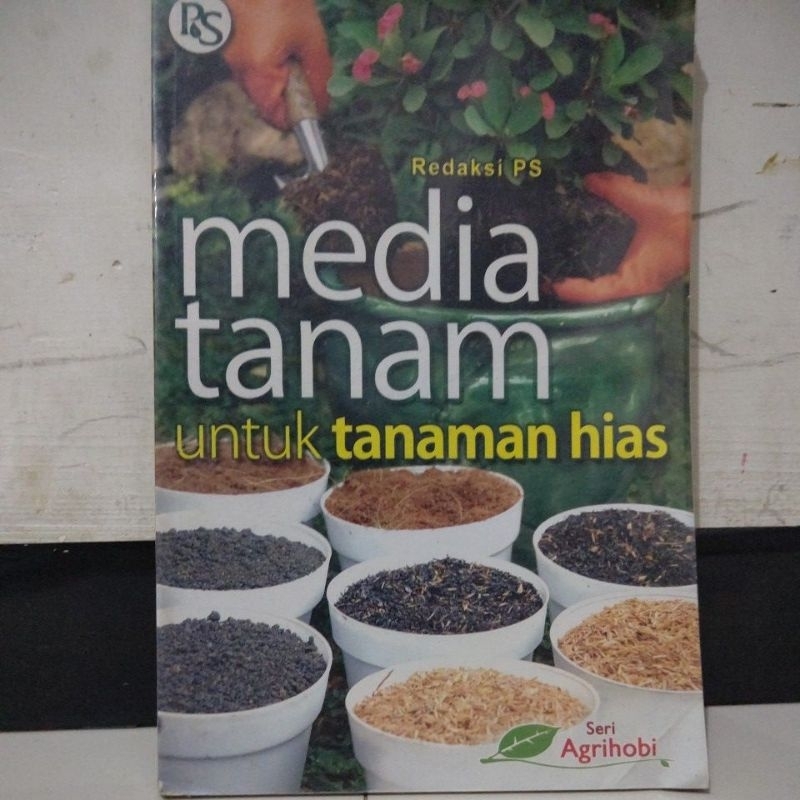 PS
Redaksi PS
media
tanam
untuk tanaman hias
Seri
Agrihobi